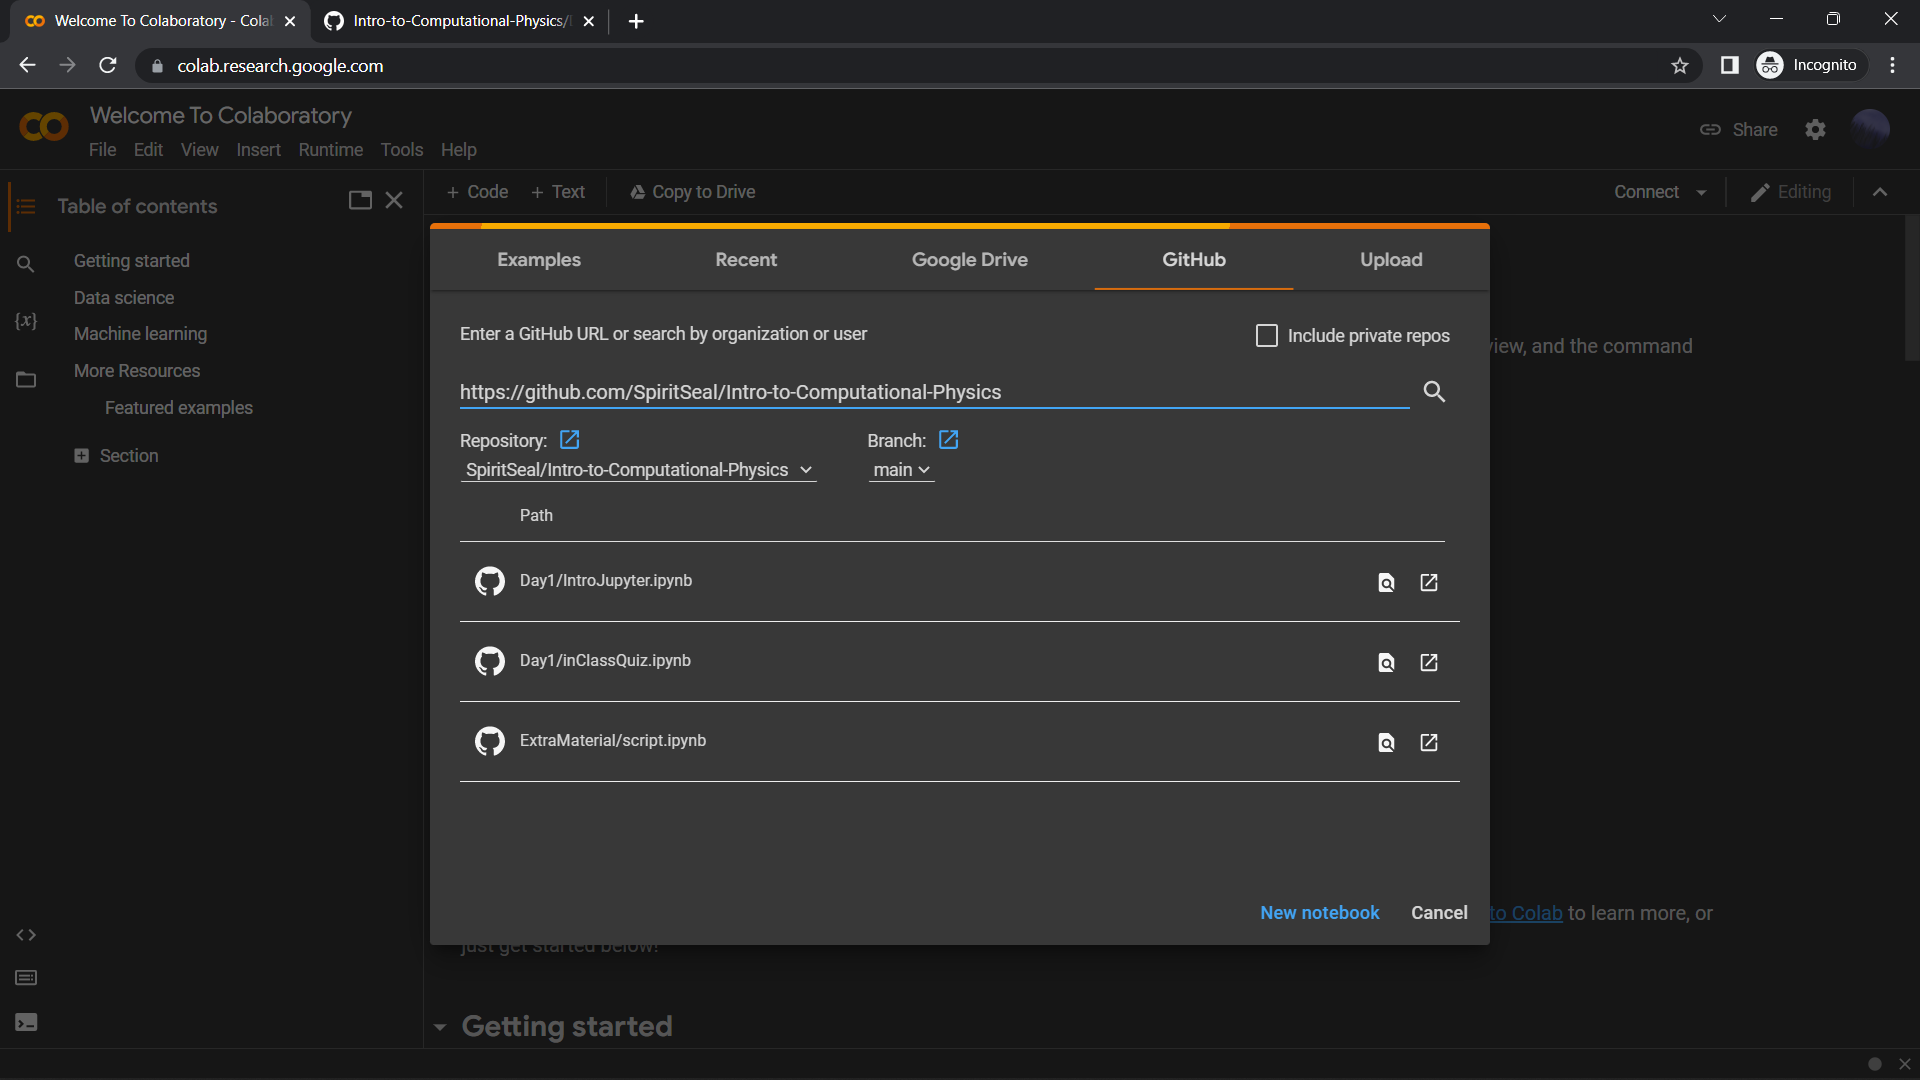 Welcome To Colaboratory - Cola
Intro-to-Computational-Physics/
colab.research.google.com
Incognito
Welcome To Colaboratory
File Edit View Insert Runtime Tools Help
Share
Table of contents
+ Code + Text Copy to Drive
Connect Editing
Getting started
Data science
Machine learning
More Resources
Featured examples
Section
Examples Recent Google Drive GitHub Upload
Enter a GitHub URL or search by organization or user
Include private repos
iew, and the command
https://github.com/SpiritSeal/Intro-to-Computational-Physics
Repository: Branch:
SpiritSeal/Intro-to-Computational-Physics main
Path
Day1/IntroJupyter.ipynb
Day1/inClassQuiz.ipynb
ExtraMaterial/script.ipynb
New notebook Cancel
to Colab to learn more, or
just get started below!
Getting started